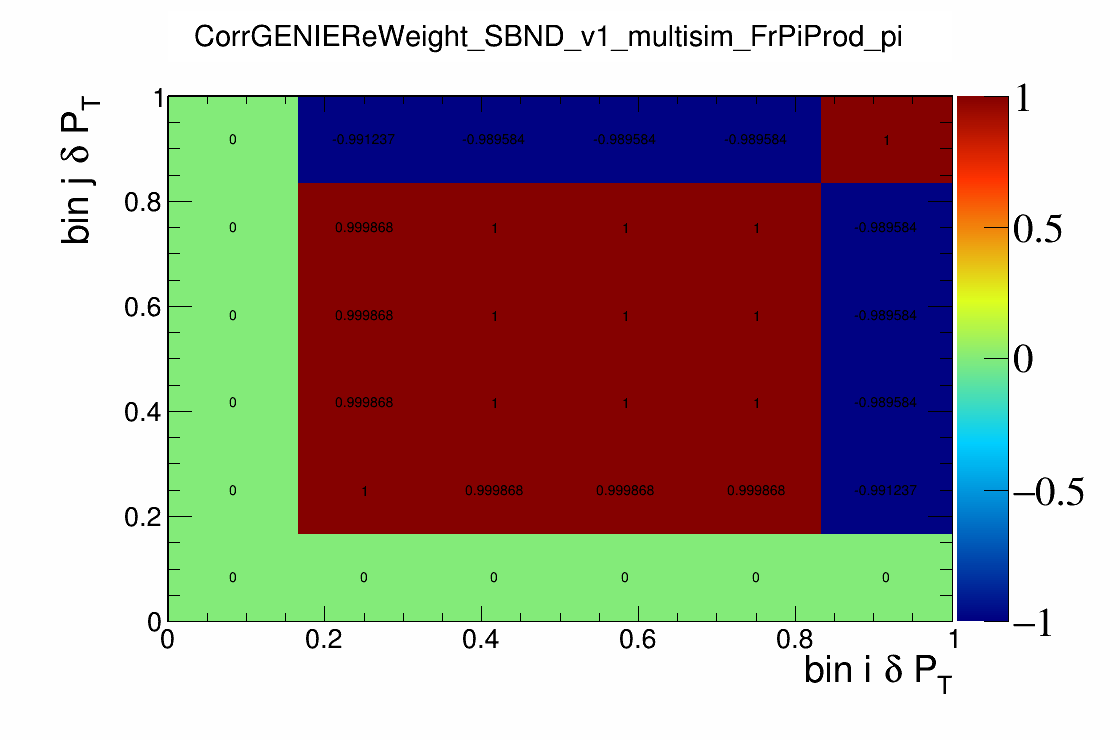 CorrGENIEReWeight_SBND_v1_multisim_FrPiProd_pi
bin j δ P_T
1
0.8
0.6
0.4
0.2
0
0 -0.991237 -0.989584 -0.989584 -0.989584 1
0 0.999868 1 1 1 -0.989584
0 0.999868 1 1 1 -0.989584
0 0.999868 1 1 1 -0.989584
0 1 0.999868 0.999868 0.999868 -0.991237
0 0 0 0 0 0
0 0.2 0.4 0.6 0.8 1
bin i δ P_T
1
0.5
0
−0.5
−1